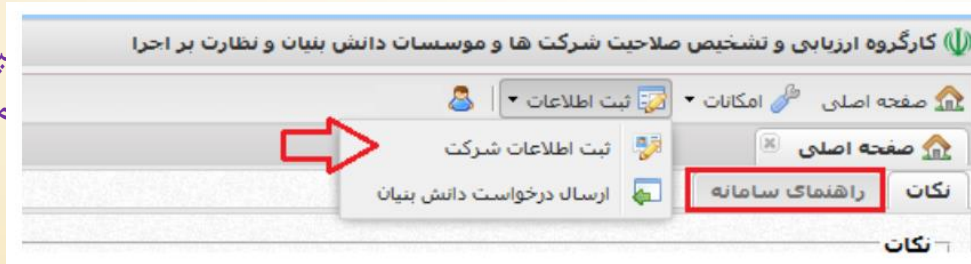 کارگروه ارزیابی و تشخیص صلاحیت شرکت ها و موسسات دانش بنیان و نظارت بر اجرا
صفحه اصلی امکانات ثبت اطلاعات
ثبت اطلاعات شرکت
ارسال درخواست دانش بنیان
صفحه اصلی
نکات راهنمای سامانه
نکات